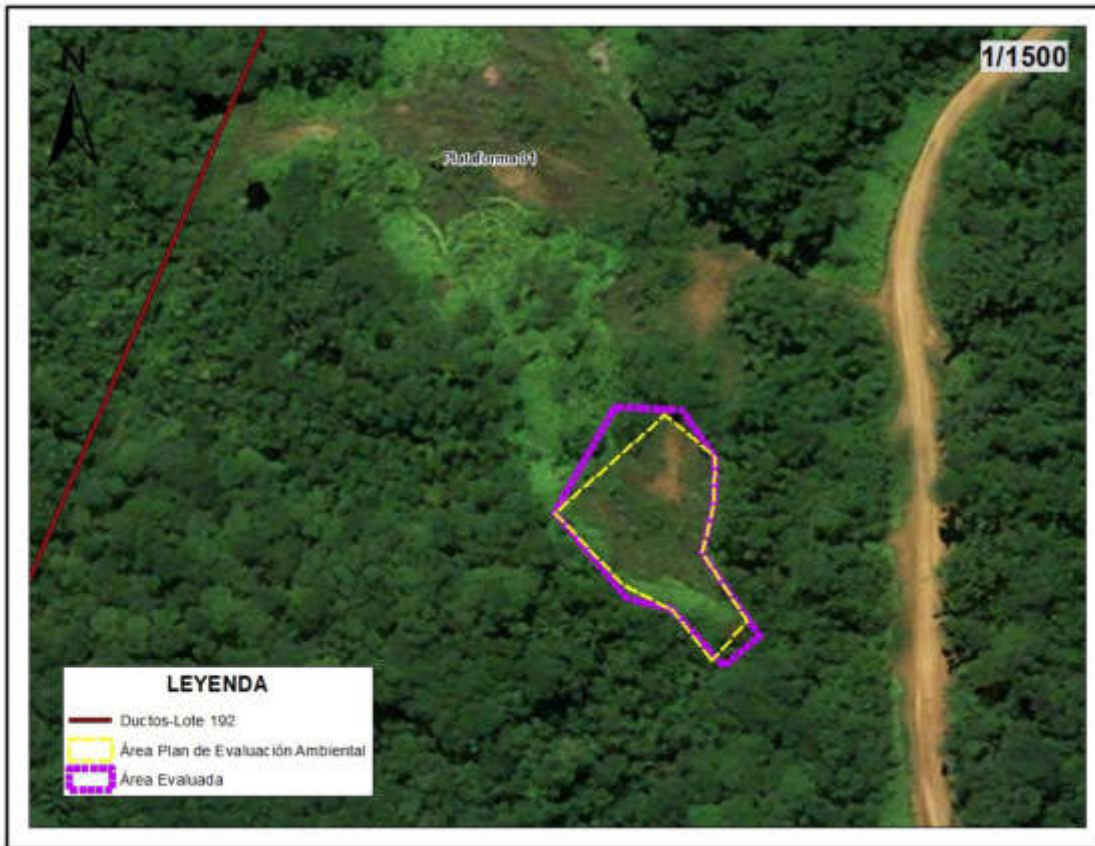 N
1/1500
Plataforma 01
LEYENDA
Ductos-Lote 192
Área Plan de Evaluación Ambiental
Área Evaluada